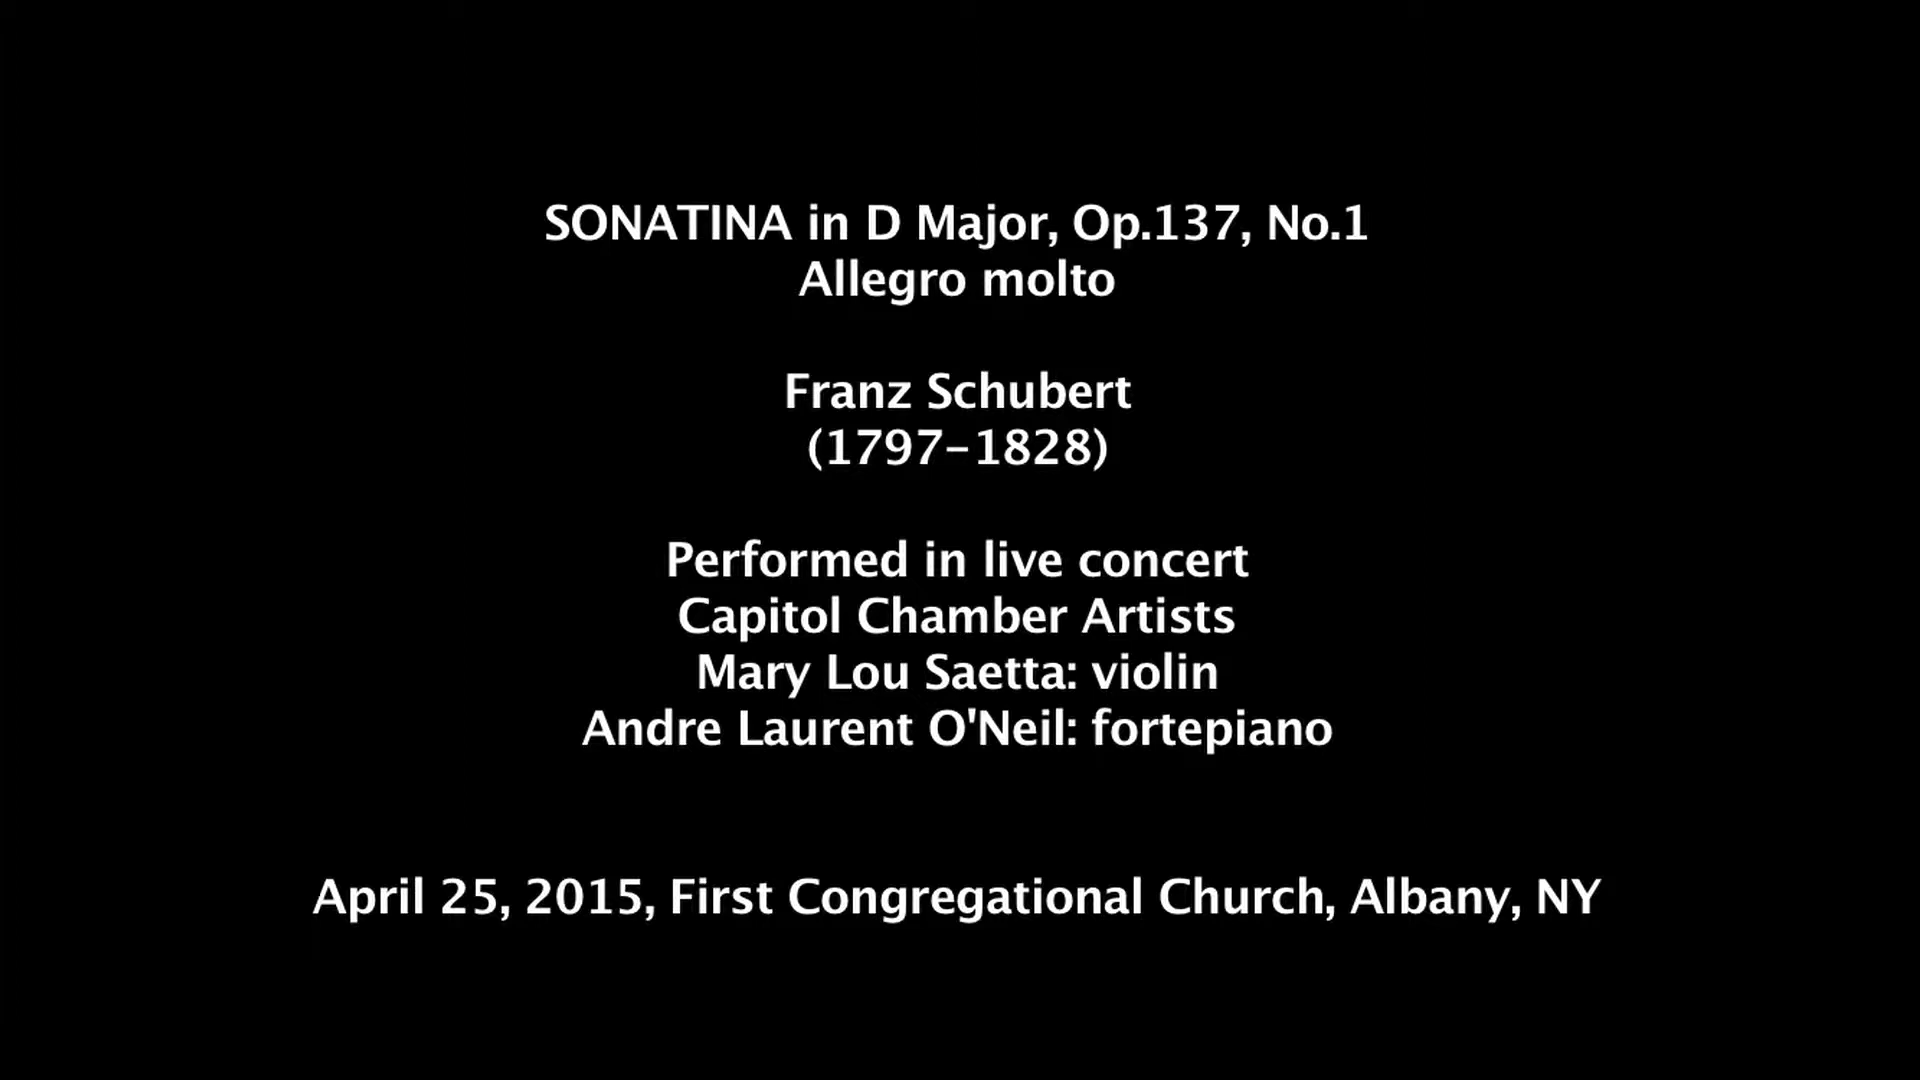 SONATINA in D Major, Op.137, No.1
Allegro molto
Franz Schubert
(1797-1828)
Performed in live concert
Capitol Chamber Artists
Mary Lou Saetta: violin
Andre Laurent O'Neil: fortepiano
April 25, 2015, First Congregational Church, Albany, NY